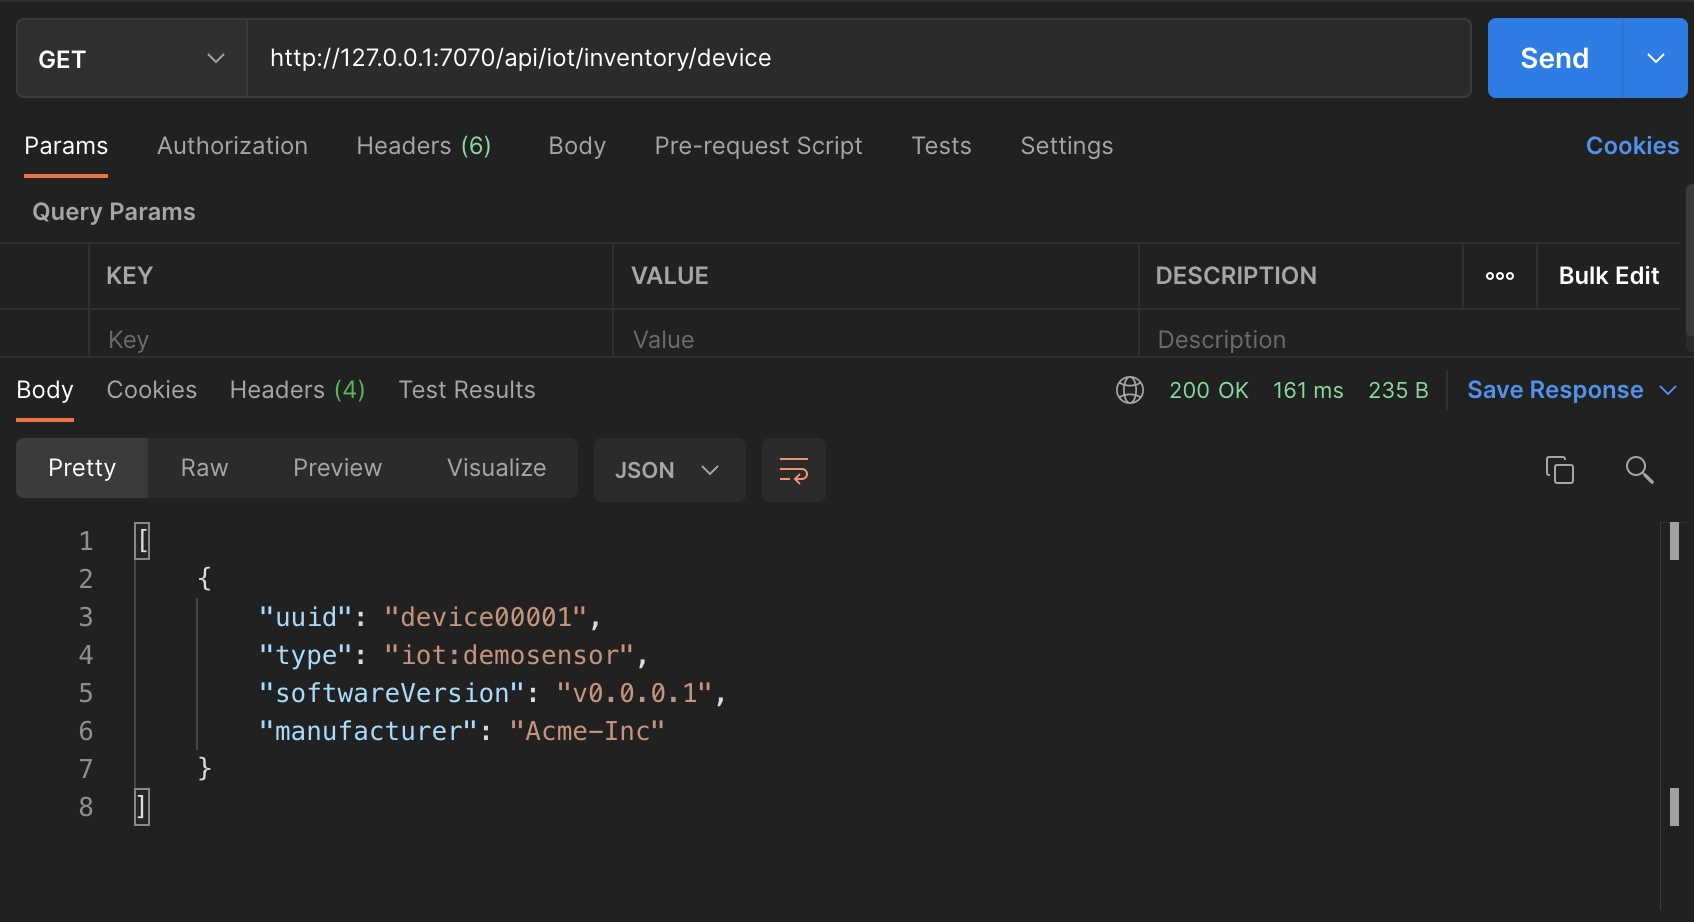 GET http://127.0.0.1:7070/api/iot/inventory/device Send
Params Authorization Headers (6) Body Pre-request Script Tests Settings Cookies
Query Params
KEY VALUE DESCRIPTION ooo Bulk Edit
Key Value Description
Body Cookies Headers (4) Test Results 200 OK 161 ms 235 B Save Response
Pretty Raw Preview Visualize JSON
1 [
2 {
3 "uuid": "device00001",
4 "type": "iot:demosensor",
5 "softwareVersion": "v0.0.0.1",
6 "manufacturer": "Acme-Inc"
7 }
8 ]